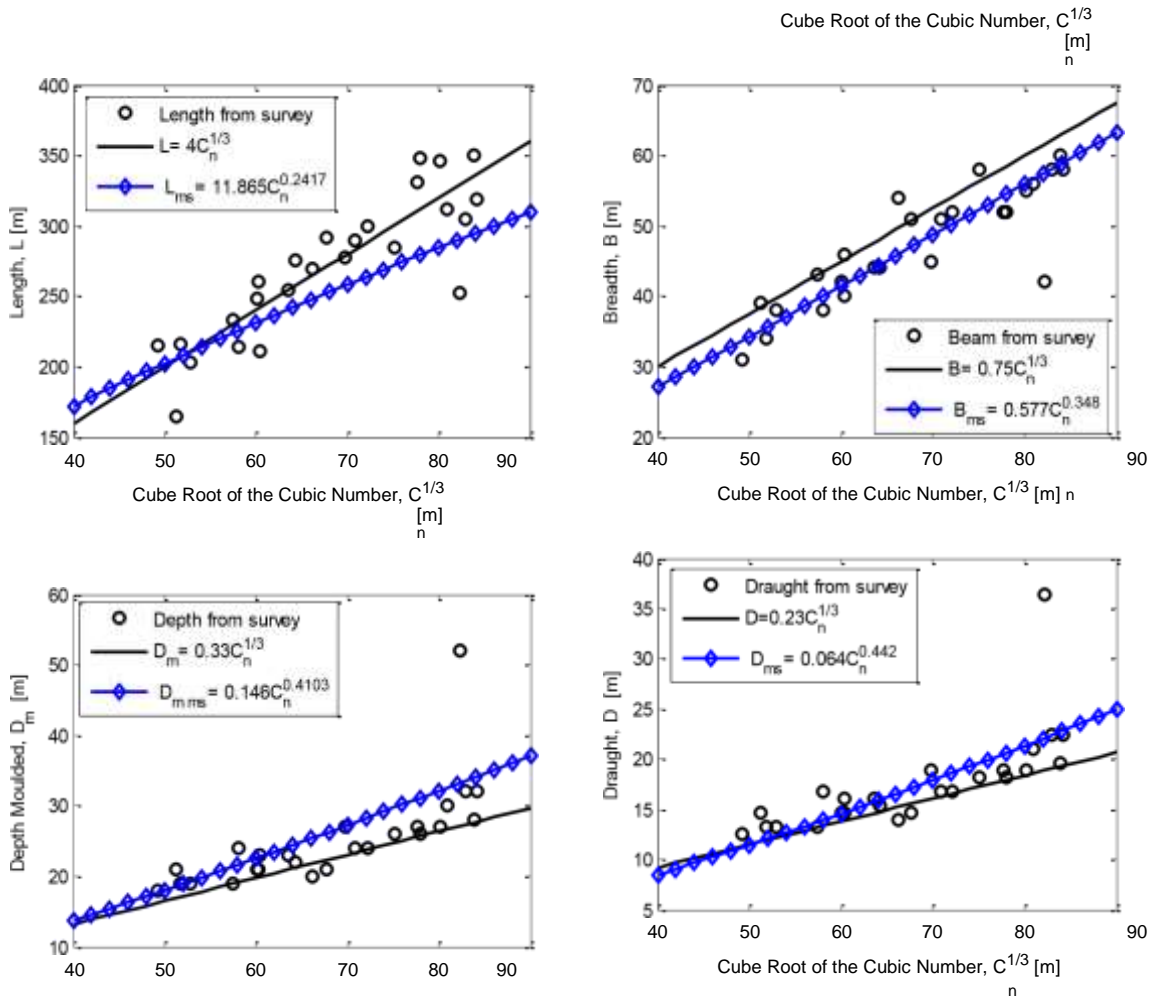 Cube Root of the Cubic Number, C^1/3
[m]
n
400
350
300
250
200
150
Length, L [m]
Length from survey
L= 4C_n^1/3
L_ms = 11.865C_n^0.2417
40 50 60 70 80 90
Cube Root of the Cubic Number, C^1/3
[m]
n
70
60
50
40
30
20
Breadth, B [m]
Beam from survey
B= 0.75C_n^1/3
B_ms = 0.577C_n^0.348
40 50 60 70 80 90
Cube Root of the Cubic Number, C^1/3 [m] n
60
50
40
30
20
10
Depth Moulded, D_m [m]
Depth from survey
D_m = 0.33C_n^1/3
D_m ms = 0.146C_n^0.4103
40 50 60 70 80 90
40
35
30
25
20
15
10
5
Draught, D [m]
Draught from survey
D=0.23C_n^1/3
D_ms = 0.064C_n^0.442
40 50 60 70 80 90
Cube Root of the Cubic Number, C^1/3 [m]
n